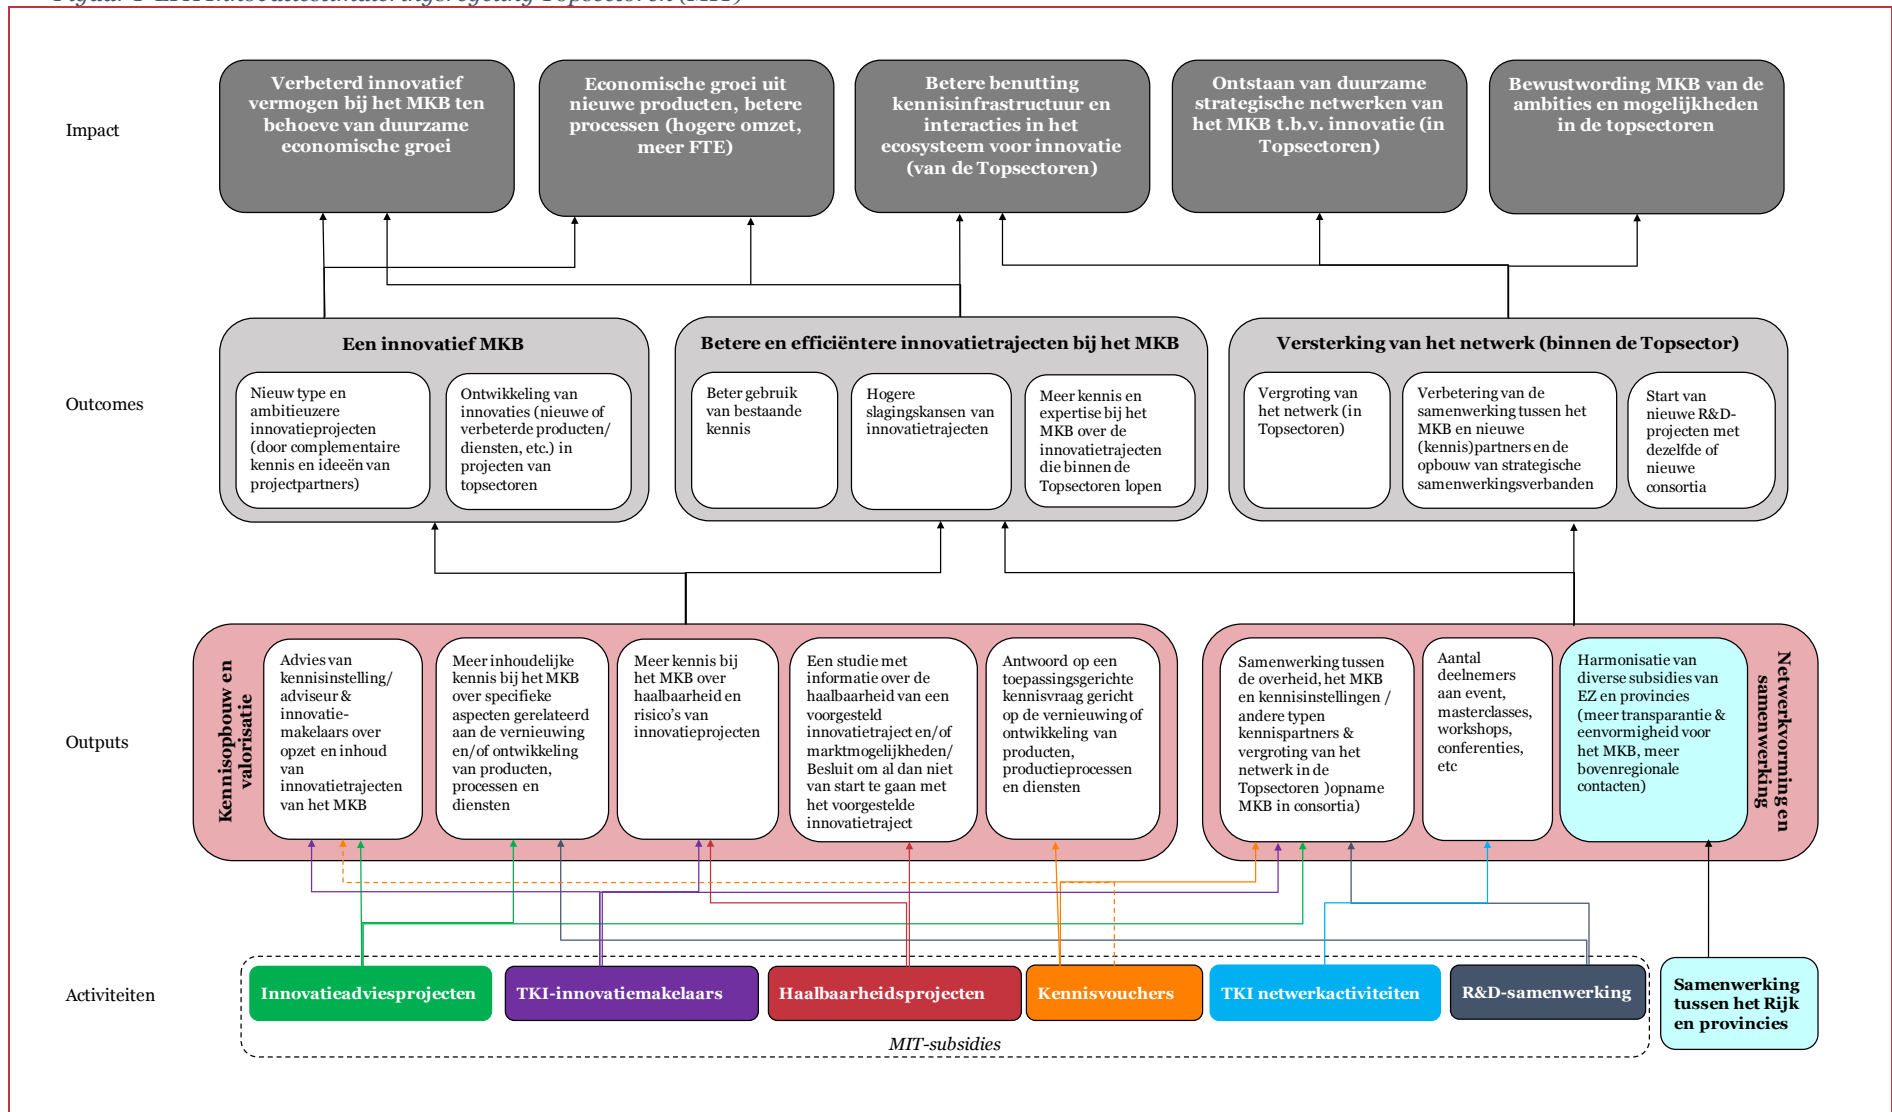 Impact
Verbeterd innovatief
vermogen bij het MKB ten
behoeve van duurzame
economische groei
Economische groei uit
nieuwe producten, betere
processen (hogere omzet,
meer FTE)
Betere benutting
kennisinfrastructuur en
interacties in het
ecosysteem voor innovatie
(van de Topsectoren)
Ontstaan van duurzame
strategische netwerken van
het MKB t.b.v. innovatie (in
Topsectoren)
Bewustwording MKB van de
ambities en mogelijkheden
in de topsectoren
Outcomes
Een innovatief MKB
Nieuw type en
ambitieuzere
innovatieprojecten
(door complementaire
kennis en ideeën van
projectpartners)
Ontwikkeling van
innovaties (nieuwe of
verbeterde producten/
diensten, etc.) in
projecten van
topsectoren
Betere en efficiëntere innovatietrajecten bij het MKB
Beter gebruik
van bestaande
kennis
Hogere
slagingskansen van
innovatietrajecten
Meer kennis en
expertise bij het
MKB over de
innovatietrajecten
die binnen de
Topsectoren lopen
Versterking van het netwerk (binnen de Topsector)
Vergroting van
het netwerk (in
Topsectoren)
Verbetering van de
samenwerking tussen het
MKB en nieuwe
(kennis)partners en de
opbouw van strategische
samenwerkingsverbanden
Start van
nieuwe R&D-
projecten met
dezelfde of
nieuwe
consortia
Outputs
Kennisopbouw en
valorisatie
Advies van
kennisinstelling/
adviseur &
innovatie-
makelaars over
opzet en inhoud
van
innovatietrajecten
van het MKB
Meer inhoudelijke
kennis bij het MKB
over specifieke
aspecten gerelateerd
aan de vernieuwing
en/of ontwikkeling
van producten,
processen en
diensten
Meer kennis bij
het MKB over
haalbaarheid en
risico's van
innovatieprojecten
Een studie met
informatie over de
haalbaarheid van een
voorgesteld
innovatietraject en/of
marktmogelijkheden/
Besluit om al dan niet
van start te gaan met
het voorgestelde
innovatietraject
Antwoord op een
toepassingsgerichte
kennisvraag gericht
op de vernieuwing of
ontwikkeling van
producten,
productieprocessen
en diensten
Samenwerking tussen
de overheid, het MKB
en kennisinstellingen /
andere typen
kennispartners &
vergroting van het
netwerk in de
Topsectoren )opname
MKB in consortia)
Aantal
deelnemers
aan event,
masterclasses,
workshops,
conferenties,
etc
Harmonisatie van
diverse subsidies van
EZ en provincies
(meer transparantie &
eenvormigheid voor
het MKB, meer
bovenregionale
contacten)
Netwerkvorming en
samenwerking
Activiteiten
Innovatieadviesprojecten
TKI-innovatiemakelaars
Haalbaarheidsprojecten
Kennisvouchers
TKI netwerkactiviteiten
R&D-samenwerking
Samenwerking
tussen het Rijk
en provincies
MIT-subsidies